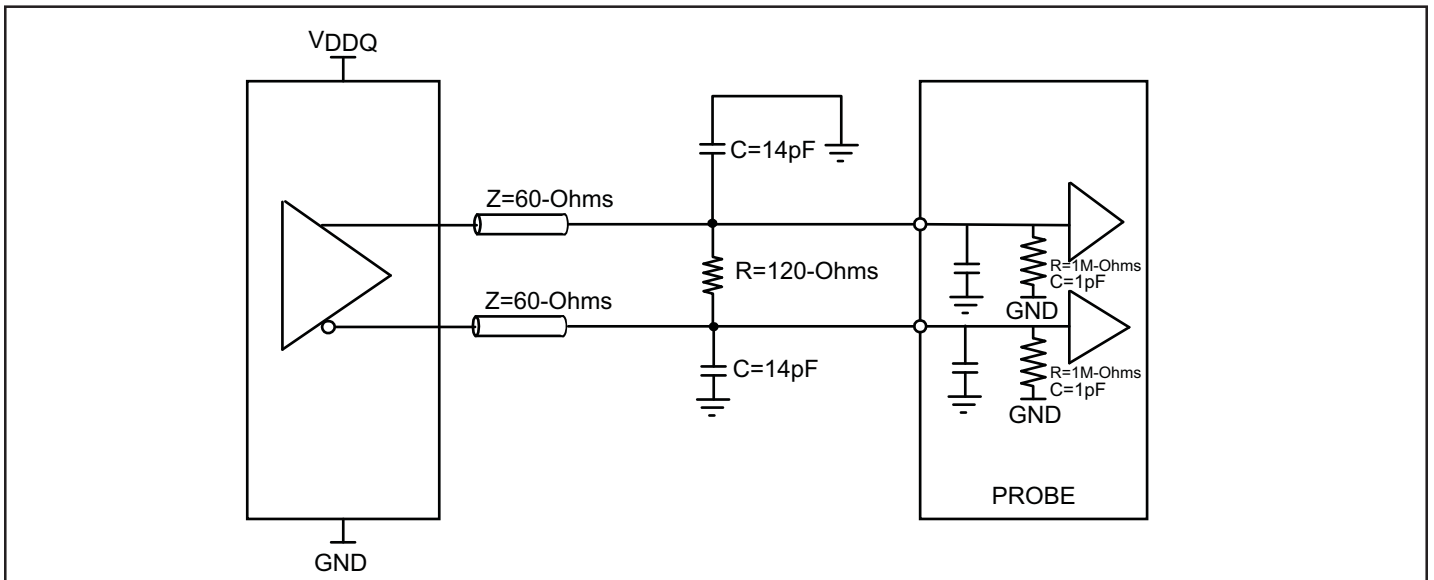 VDDQ
C=14pF
Z=60-Ohms
R=120-Ohms
R=1M-Ohms
C=1pF
GND
Z=60-Ohms
C=14pF
R=1M-Ohms
C=1pF
GND
PROBE
GND